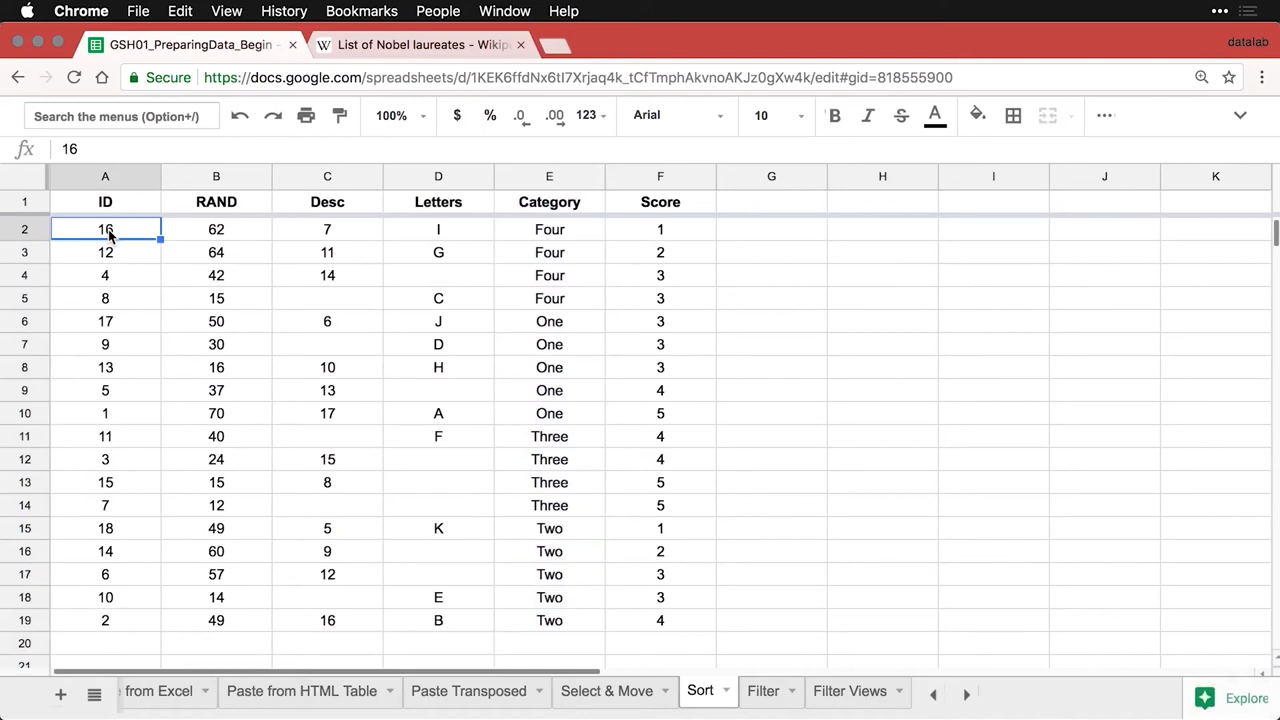 Chrome File Edit View History Bookmarks People Window Help
GSH01_PreparingData_Begin - × List of Nobel laureates - Wikip × datalab
Secure https://docs.google.com/spreadsheets/d/1KEK6ffdNx6tI7Xrjaq4k_tCfTmphAkvnoAKJz0gXw4k/edit#gid=818555900
Search the menus (Option+/) 100% $ % .0 .00 123 Arial 10 B I S A
fx 16
A B C D E F G H I J K
1 ID RAND Desc Letters Category Score
2 16 62 7 I Four 1
3 12 64 11 G Four 2
4 4 42 14 Four 3
5 8 15 C Four 3
6 17 50 6 J One 3
7 9 30 D One 3
8 13 16 10 H One 3
9 5 37 13 One 4
10 1 70 17 A One 5
11 11 40 F Three 4
12 3 24 15 Three 4
13 15 15 8 Three 5
14 7 12 Three 5
15 18 49 5 K Two 1
16 14 60 9 Two 2
17 6 57 12 Two 3
18 10 14 E Two 3
19 2 49 16 B Two 4
20
21
from Excel Paste from HTML Table Paste Transposed Select & Move Sort Filter Filter Views Explore